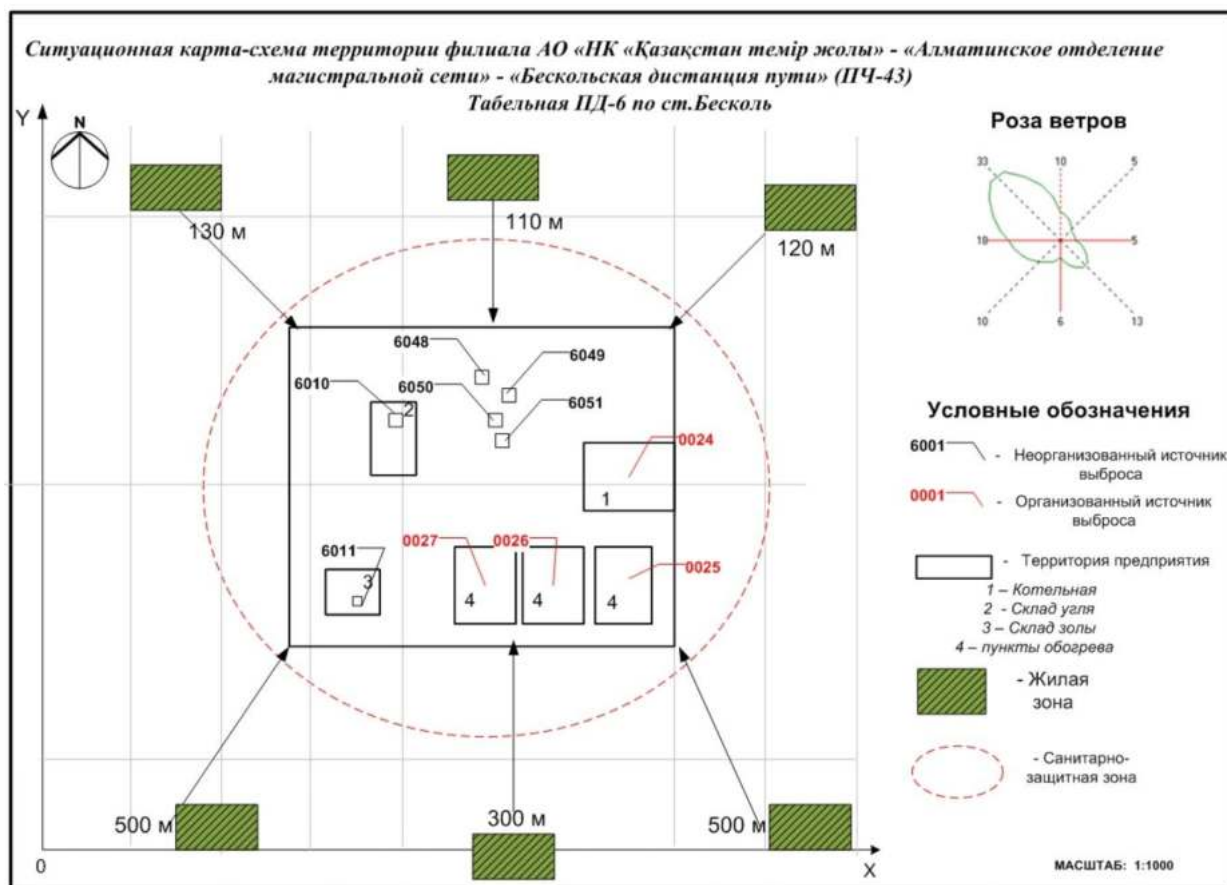 Ситуационная карта-схема территории филиала АО «НК «Қазақстан темір жолы» - «Алматинское отделение
магистральной сети» - «Бескольская дистанция пути» (ПЧ-43)
Табельная ПД-6 по ст.Бесколь
Y
N
130 м
110 м
120 м
Роза ветров
33
10
5
18
5
10
6
13
6048
6049
6010
2
6050
6051
0024
1
6011
3
0027
0026
0025
4
4
4
500 м
300 м
500 м
0
X
Условные обозначения
6001 - Неорганизованный источник
выброса
0001 - Организованный источник
выброса
- Территория предприятия
1 – Котельная
2 - Склад угля
3 – Склад золы
4 – пункты обогрева
- Жилая
зона
- Санитарно-
защитная зона
МАСШТАБ: 1:1000